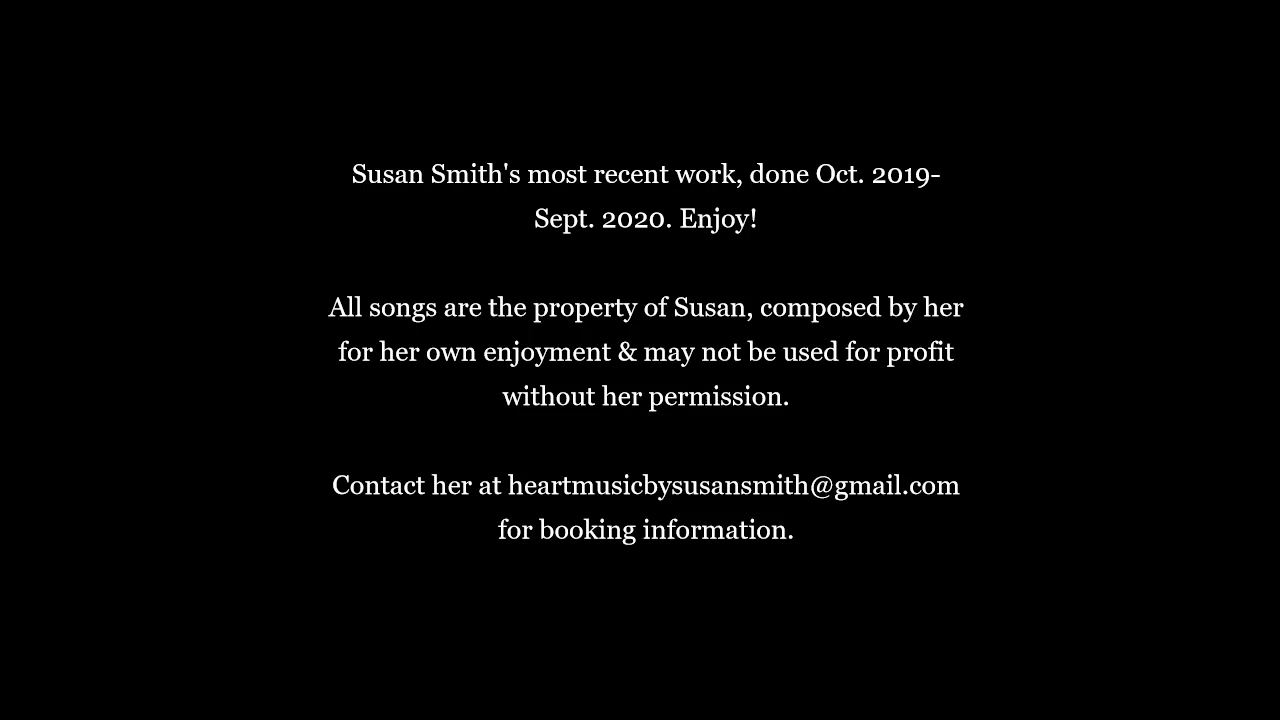 Susan Smith's most recent work, done Oct. 2019-
Sept. 2020. Enjoy!
All songs are the property of Susan, composed by her
for her own enjoyment & may not be used for profit
without her permission.
Contact her at heartmusicbysusansmith@gmail.com
for booking information.